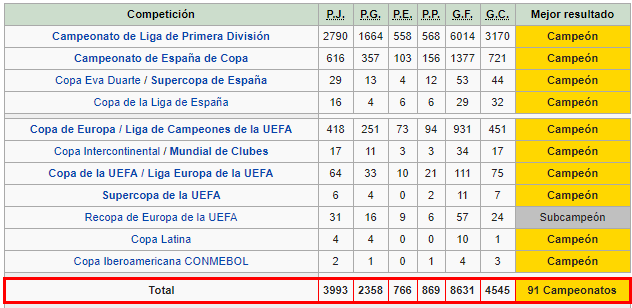 Competición P.J. P.G. P.E. P.P. G.F. G.C. Mejor resultado
Campeonato de Liga de Primera División 2790 1664 558 568 6014 3170 Campeón
Campeonato de España de Copa 616 357 103 156 1377 721 Campeón
Copa Eva Duarte / Supercopa de España 29 13 4 12 53 44 Campeón
Copa de la Liga de España 16 4 6 6 29 32 Campeón
Copa de Europa / Liga de Campeones de la UEFA 418 251 73 94 931 451 Campeón
Copa Intercontinental / Mundial de Clubes 17 11 3 3 34 17 Campeón
Copa de la UEFA / Liga Europa de la UEFA 64 33 10 21 111 75 Campeón
Supercopa de la UEFA 6 4 0 2 11 7 Campeón
Recopa de Europa de la UEFA 31 16 9 6 57 24 Subcampeón
Copa Latina 4 4 0 0 10 1 Campeón
Copa Iberoamericana CONMEBOL 2 1 0 1 4 3 Campeón
Total 3993 2358 766 869 8631 4545 91 Campeonatos